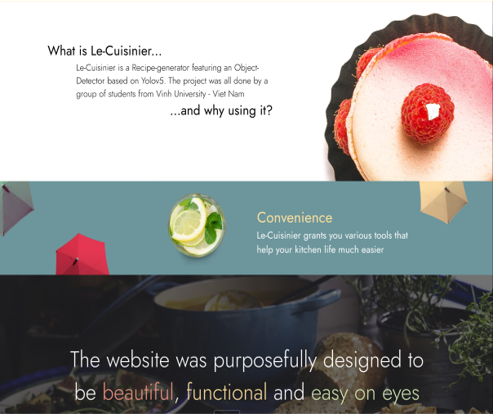 What is Le-Cuisinier...
Le-Cuisinier is a Recipe-generator featuring an Object-
Detector based on Yolov5. The project was all done by a
group of students from Vinh University - Viet Nam
...and why using it?
Convenience
Le-Cuisinier grants you various tools that
help your kitchen life much easier
The website was purposefully designed to
be beautiful, functional and easy on eyes